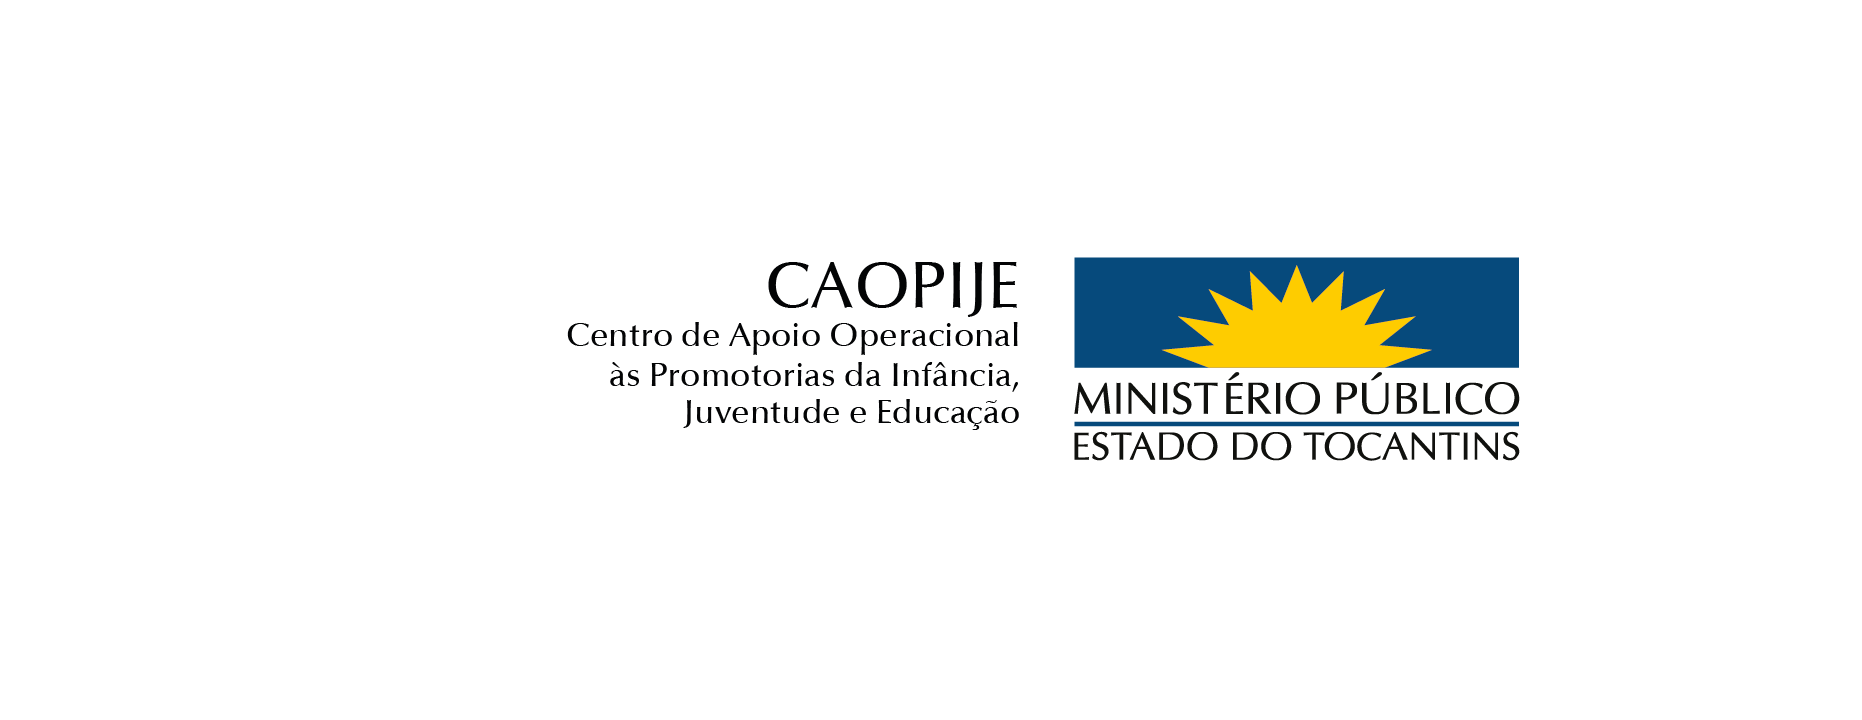 CAOPIJE
Centro de Apoio Operacional
às Promotorias da Infância,
Juventude e Educação
MINISTÉRIO PÚBLICO
ESTADO DO TOCANTINS